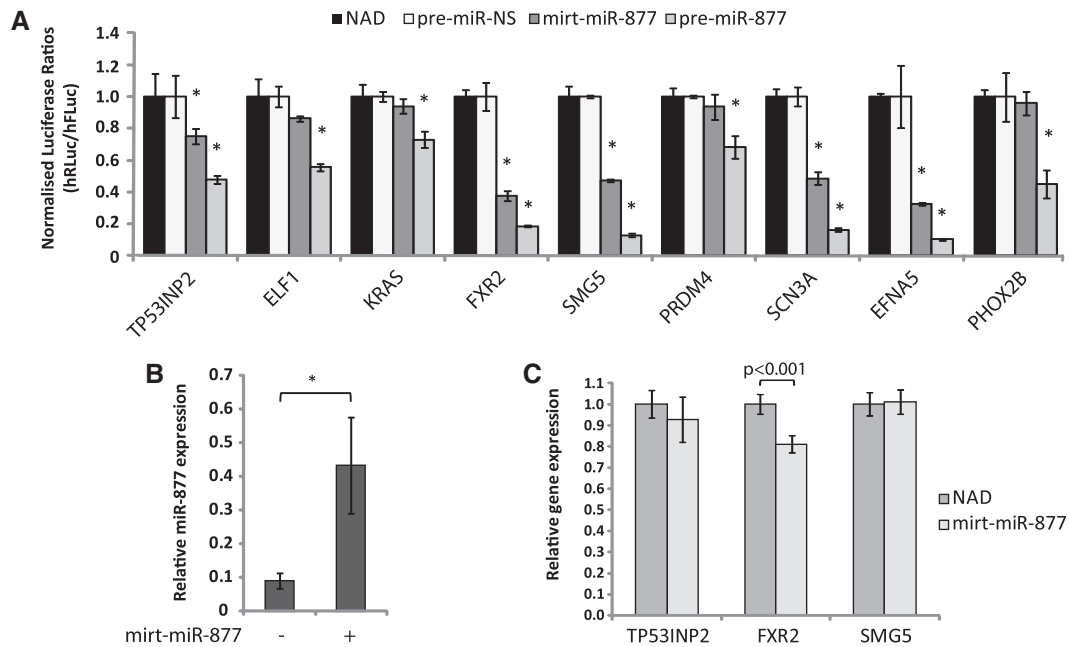 A
NAD pre-miR-NS mirt-miR-877 pre-miR-877
Normalised Luciferase Ratios
(hRLuc/hFLuc)
1.4
1.2
1.0
0.8
0.6
0.4
0.2
0
* * * * * * * * * * * * * *
TP53INP2 ELF1 KRAS FXR2 SMG5 PRDM4 SCN3A EFNA5 PHOX2B
B
Relative miR-877 expression
0.7
0.6
0.5
0.4
0.3
0.2
0.1
0
*
mirt-miR-877 - +
C
Relative gene expression
p<0.001
1.1
1.0
0.9
0.8
0.7
0.6
0.5
0.4
0.3
0.2
0.1
0.0
TP53INP2 FXR2 SMG5
NAD
mirt-miR-877